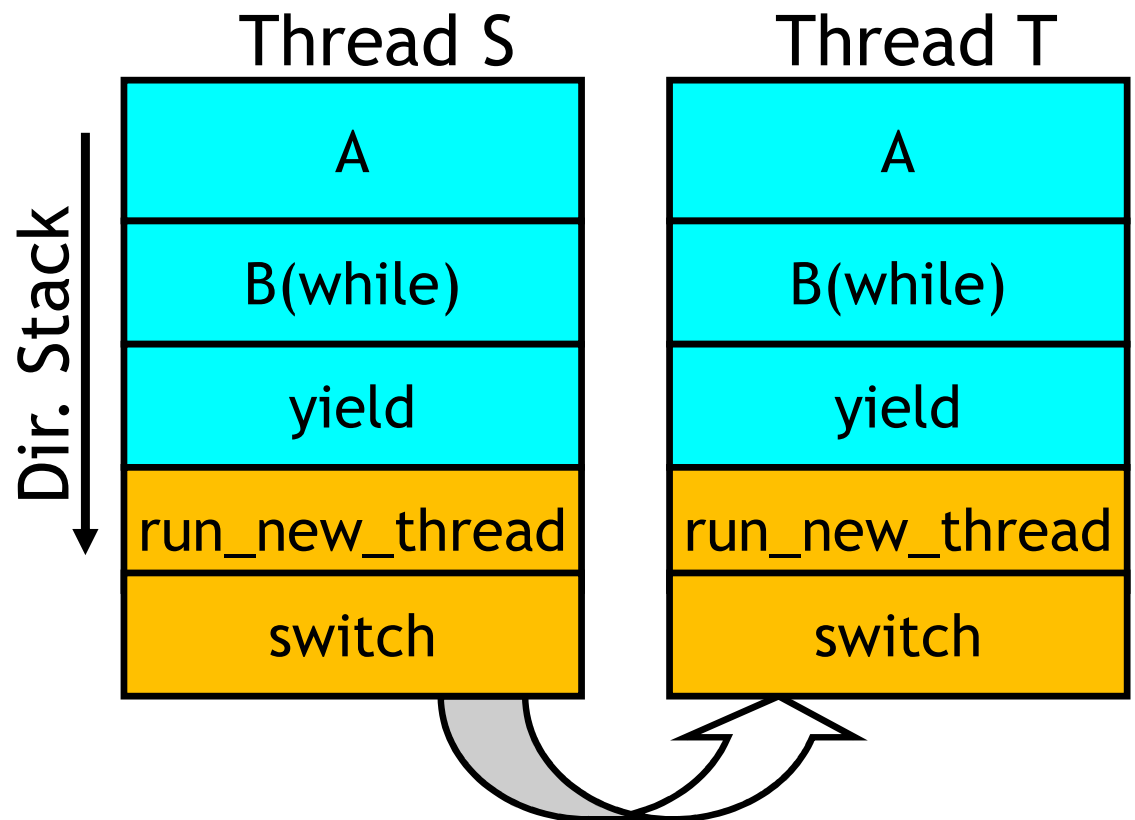 Thread S
Thread T
Dir. Stack
A
B(while)
yield
run_new_thread
switch
A
B(while)
yield
run_new_thread
switch